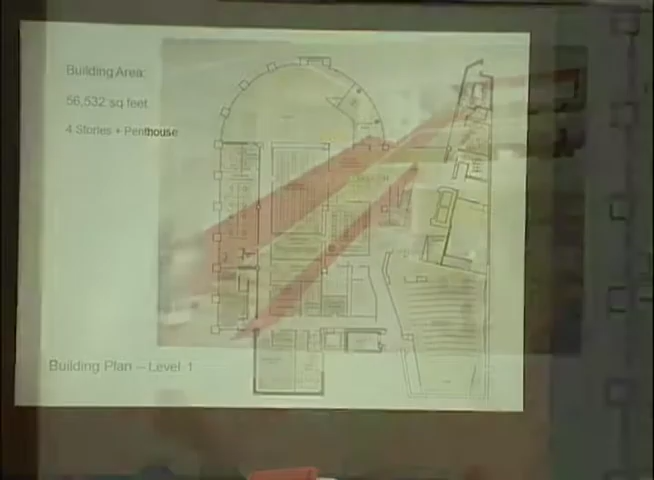 Building Area:
56,532 sq feet
4 Stories + Penthouse
Building Plan – Level 1